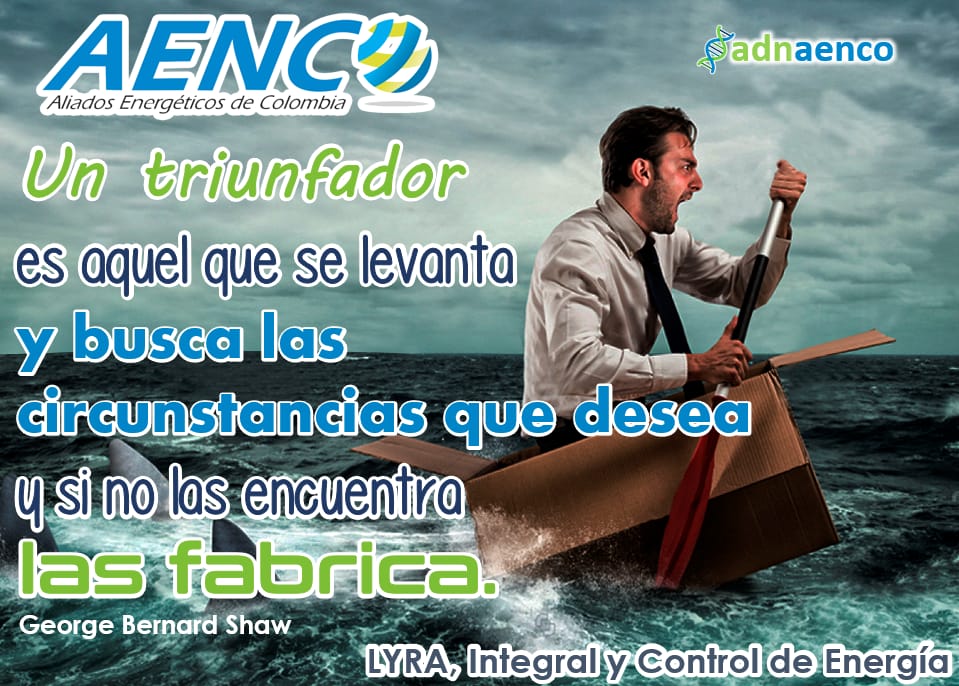 AENCO
Aliados Energéticos de Colombia
adnaenco
Un triunfador
es aquel que se levanta
y busca las
circunstancias que desea
y si no las encuentra
las fabrica.
George Bernard Shaw
LYRA, Integral y Control de Energía